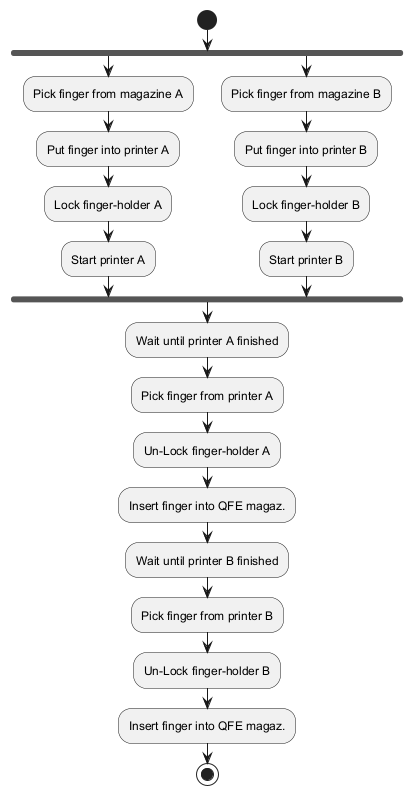 Pick finger from magazine A
Pick finger from magazine B
Put finger into printer A
Put finger into printer B
Lock finger-holder A
Lock finger-holder B
Start printer A
Start printer B
Wait until printer A finished
Pick finger from printer A
Un-Lock finger-holder A
Insert finger into QFE magaz.
Wait until printer B finished
Pick finger from printer B
Un-Lock finger-holder B
Insert finger into QFE magaz.